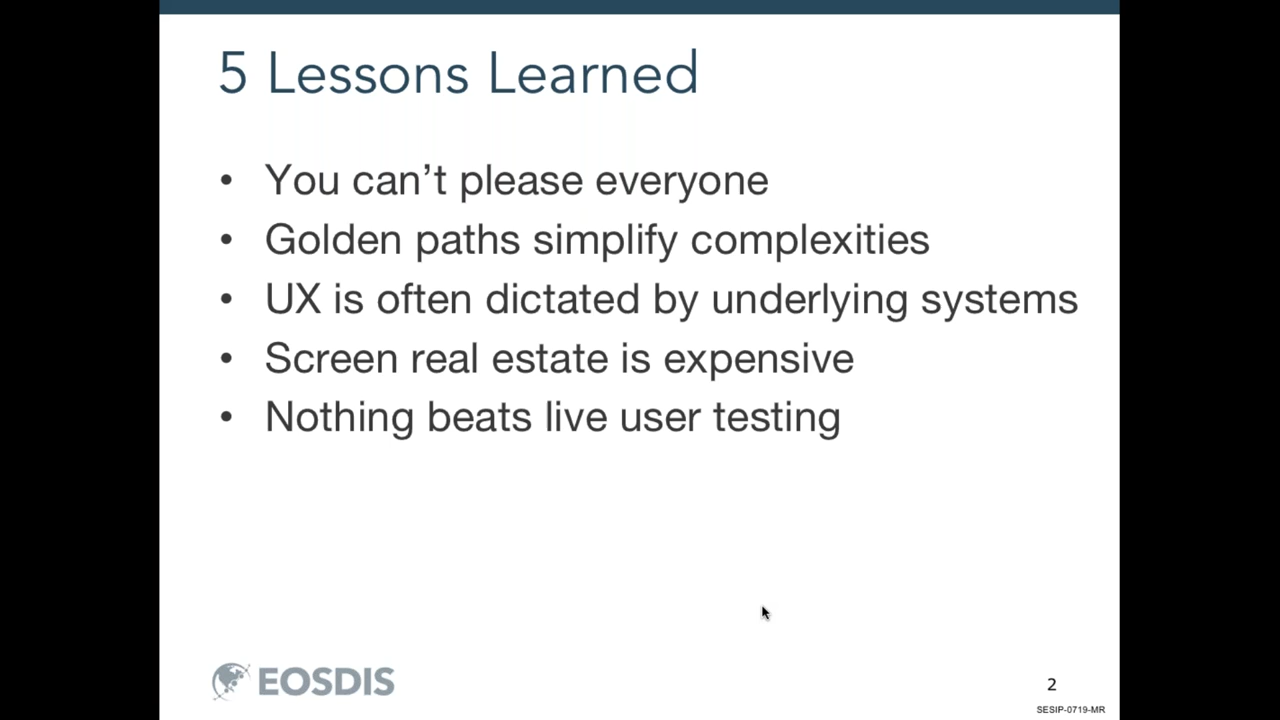 5 Lessons Learned
• You can’t please everyone
• Golden paths simplify complexities
• UX is often dictated by underlying systems
• Screen real estate is expensive
• Nothing beats live user testing
EOSDIS
2
SESIP-0719-MR